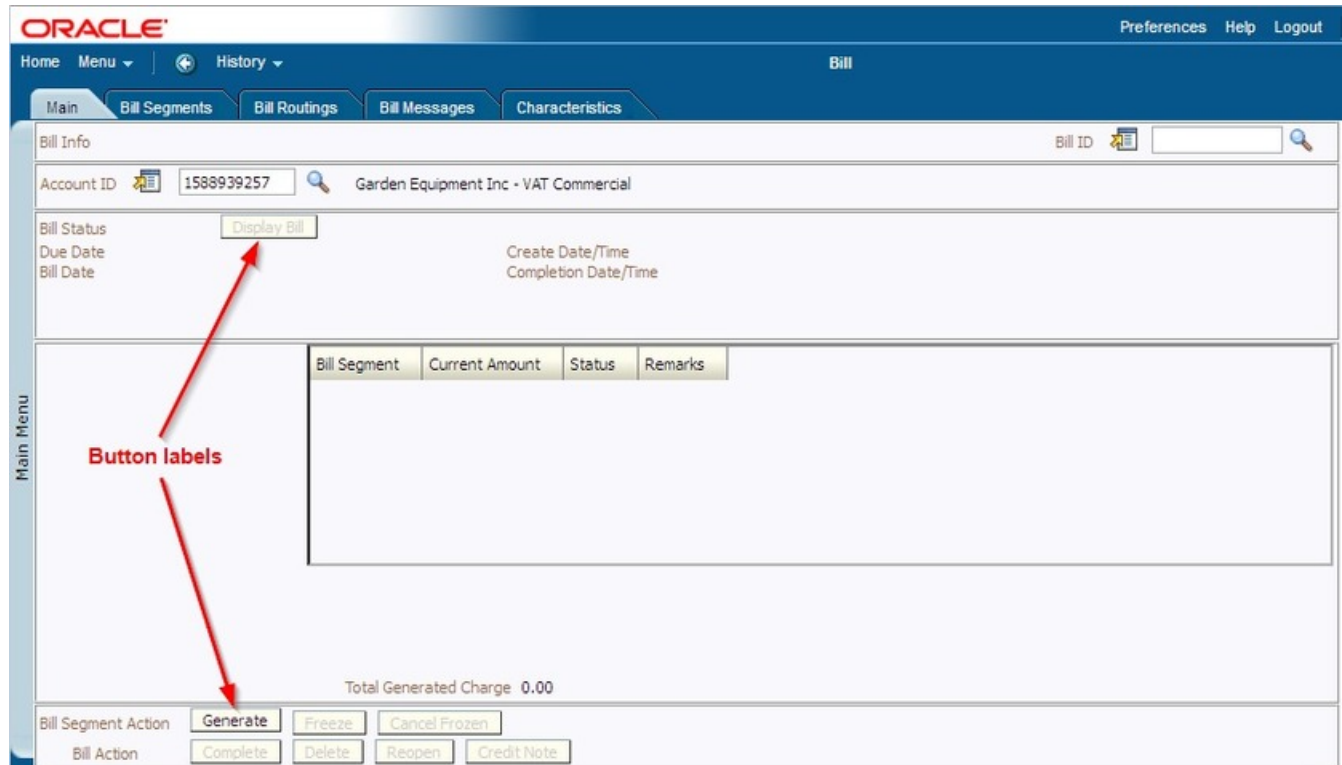 ORACLE
Preferences Help Logout
Home Menu History Bill
Main Bill Segments Bill Routings Bill Messages Characteristics
Bill Info Bill ID
Account ID 1588939257 Garden Equipment Inc - VAT Commercial
Bill Status Display Bill
Due Date Create Date/Time
Bill Date Completion Date/Time
Bill Segment Current Amount Status Remarks
Main Menu
Button labels
Total Generated Charge 0.00
Bill Segment Action Generate Freeze Cancel Frozen
Bill Action Complete Delete Reopen Credit Note